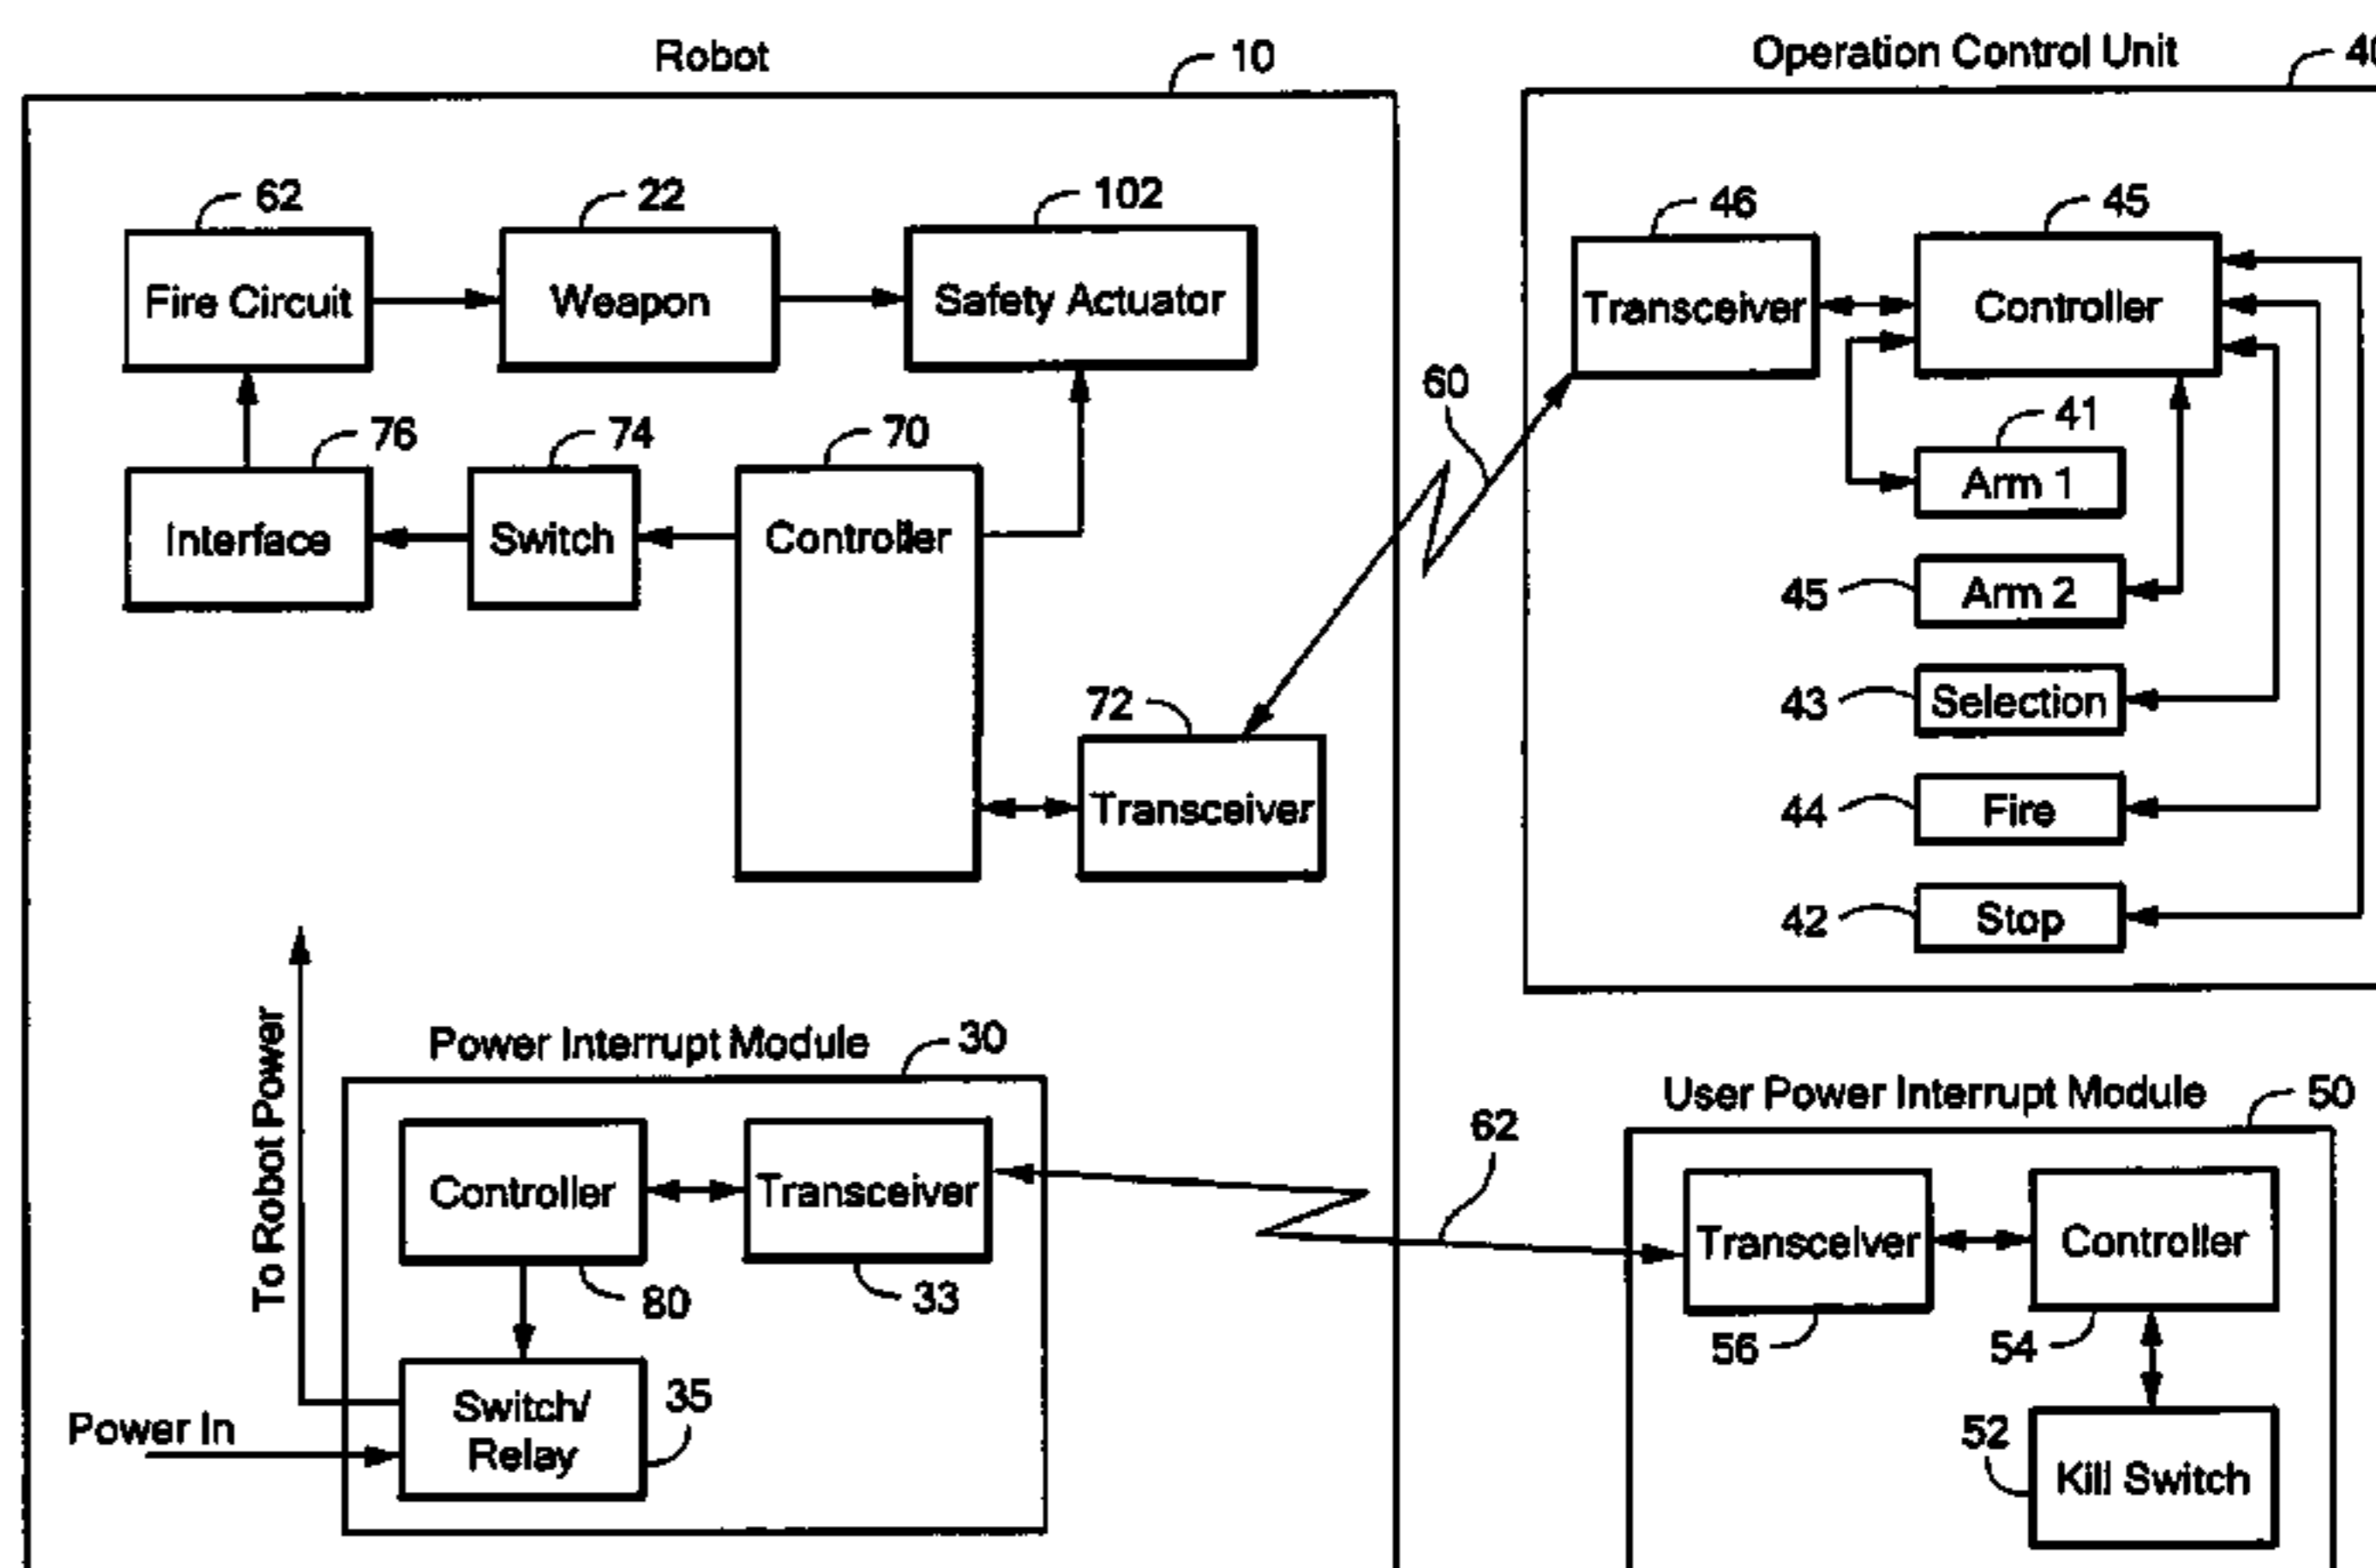 Robot
10
62
22
102
Fire Circuit
Weapon
Safety Actuator
76
74
70
Interface
Switch
Controller
72
Transceiver
To Robot Power
Power Interrupt Module
30
Controller
Transceiver
80
33
Switch/
Relay
35
Power In
60
62
Operation Control Unit
46
45
Transceiver
Controller
41
Arm 1
45
Arm 2
43
Selection
44
Fire
42
Stop
User Power Interrupt Module
50
Transceiver
Controller
56
54
52
Kill Switch